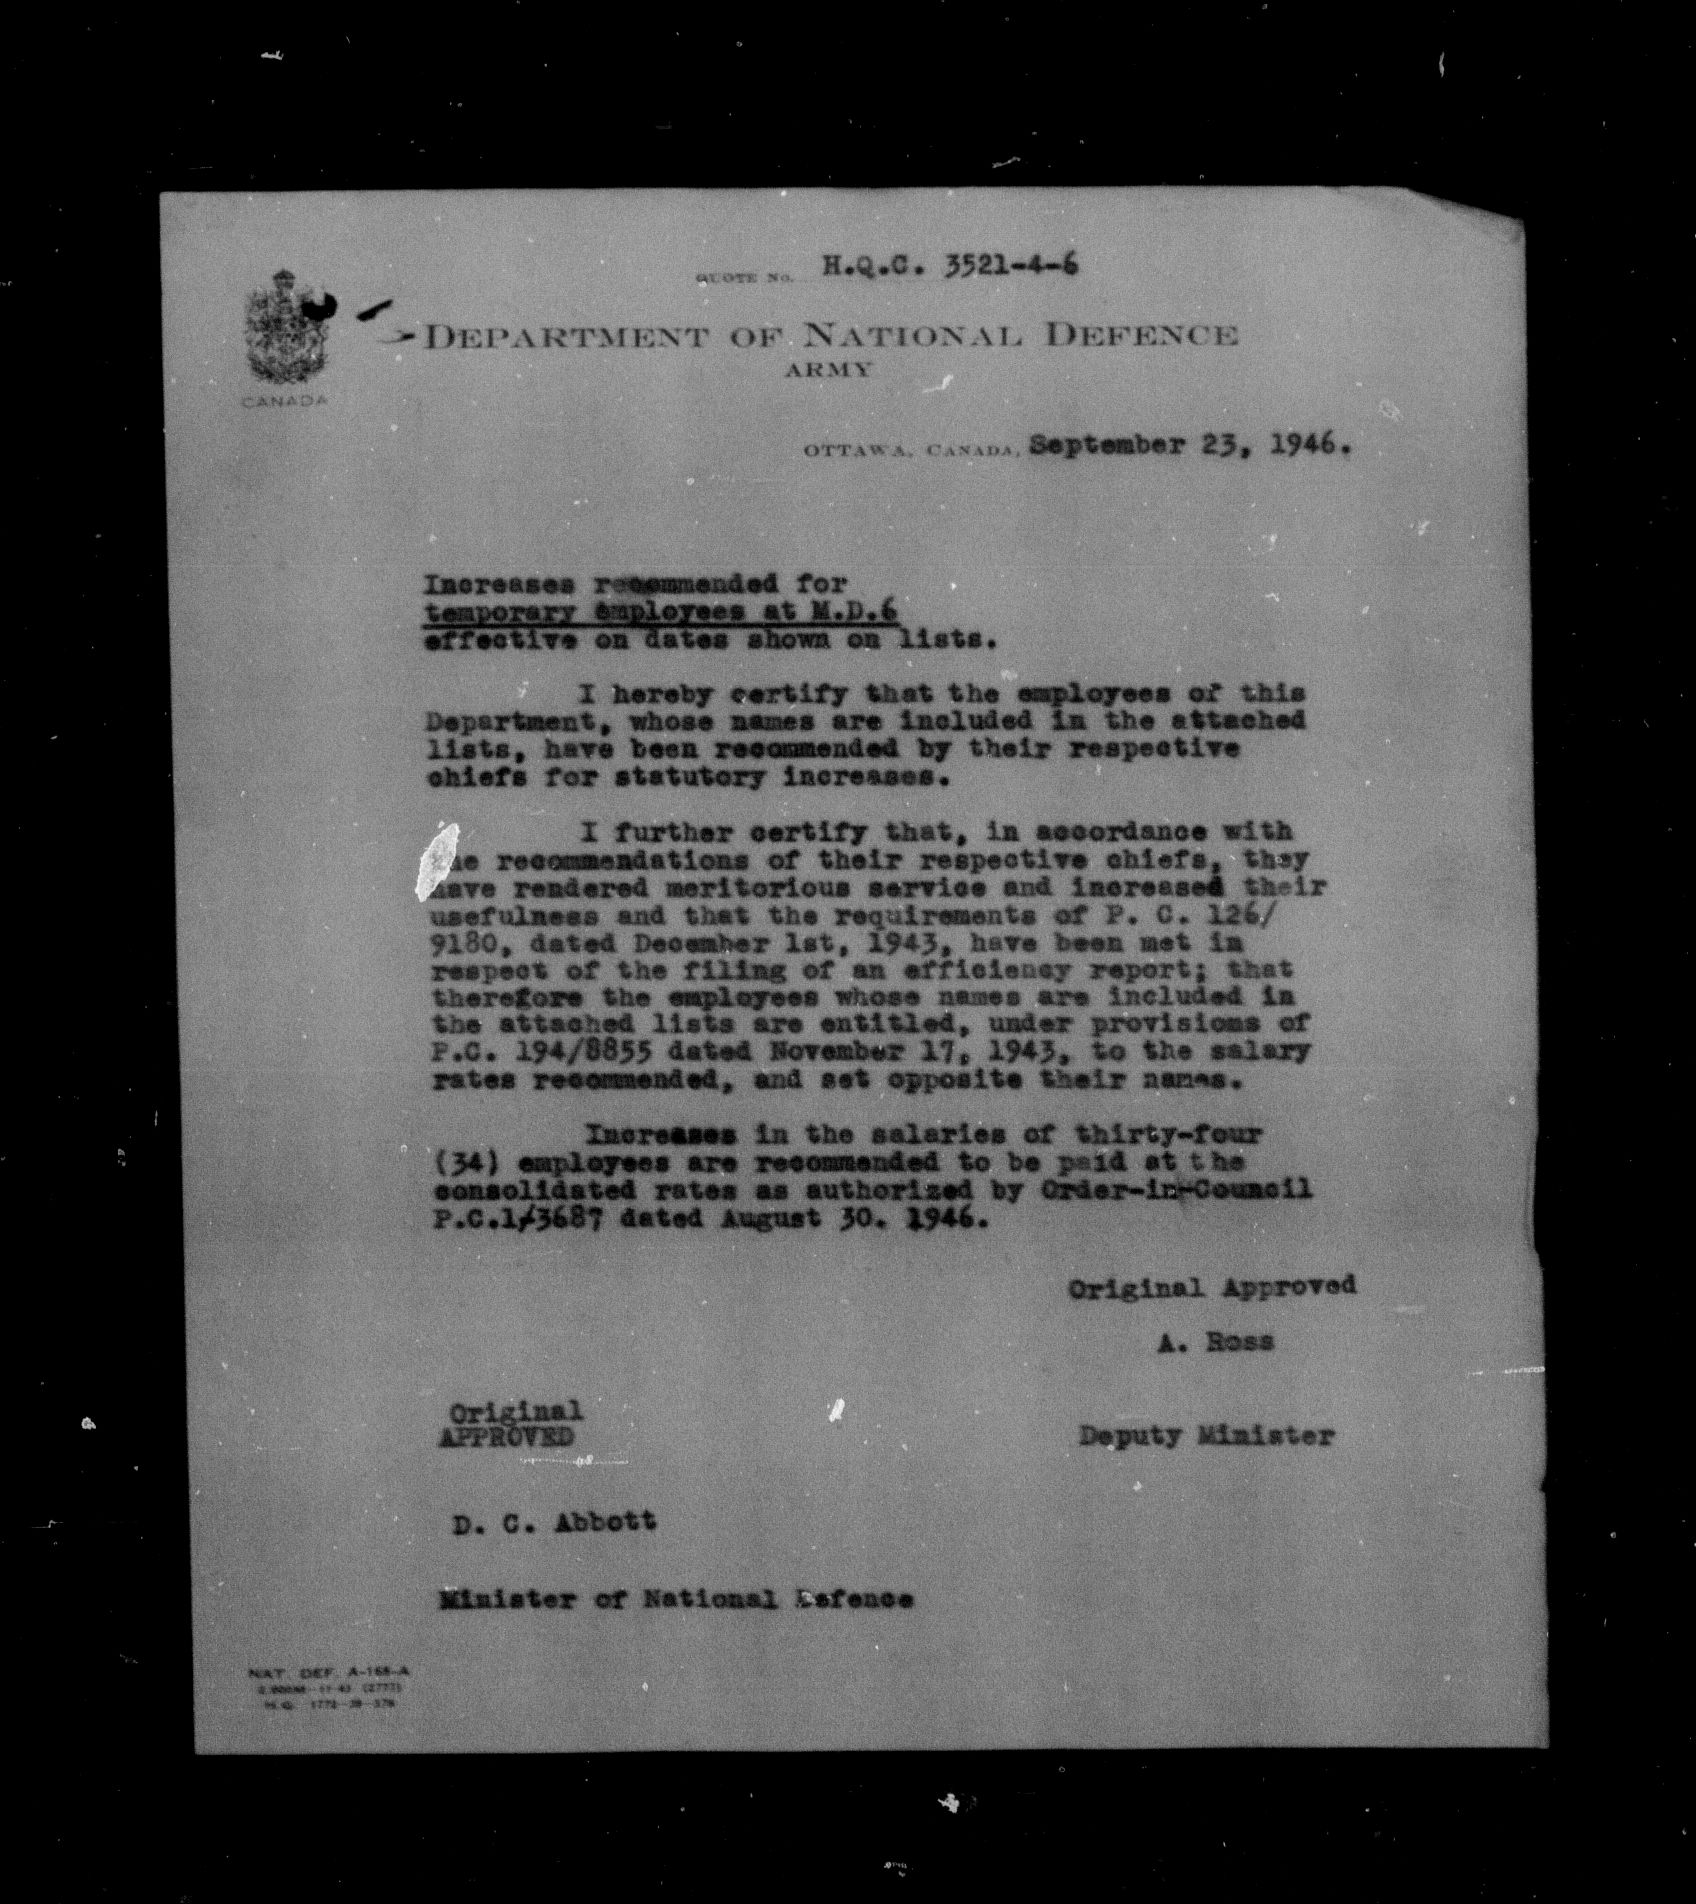 QUOTE No. H.Q.C. 3521-4-6
DEPARTMENT OF NATIONAL DEFENCE
ARMY
CANADA
OTTAWA, CANADA, September 23, 1946.
Increases recommended for
temporary employees at M.D.6
effective on dates shown on lists.
I hereby certify that the employees of this
Department, whose names are included in the attached
lists, have been recommended by their respective
chiefs for statutory increases.
I further certify that, in accordance with
he recommendations of their respective chiefs, they
have rendered meritorious service and increased their
usefulness and that the requirements of P. C. 126/
9180, dated December 1st, 1943, have been met in
respect of the filing of an efficiency report; that
therefore the employees whose names are included in
the attached lists are entitled, under provisions of
P.C. 194/8855 dated November 17, 1943, to the salary
rates recommended, and set opposite their names.
Increases in the salaries of thirty-four
(34) employees are recommended to be paid at the
consolidated rates as authorized by Order-in-Council
P.C.1/3687 dated August 30. 1946.
Original Approved
A. Ross
Original
APPROVED
Deputy Minister
D. C. Abbott
Minister of National Defence
NAT. DEF. A-168-A
H.Q. 1772-39-378